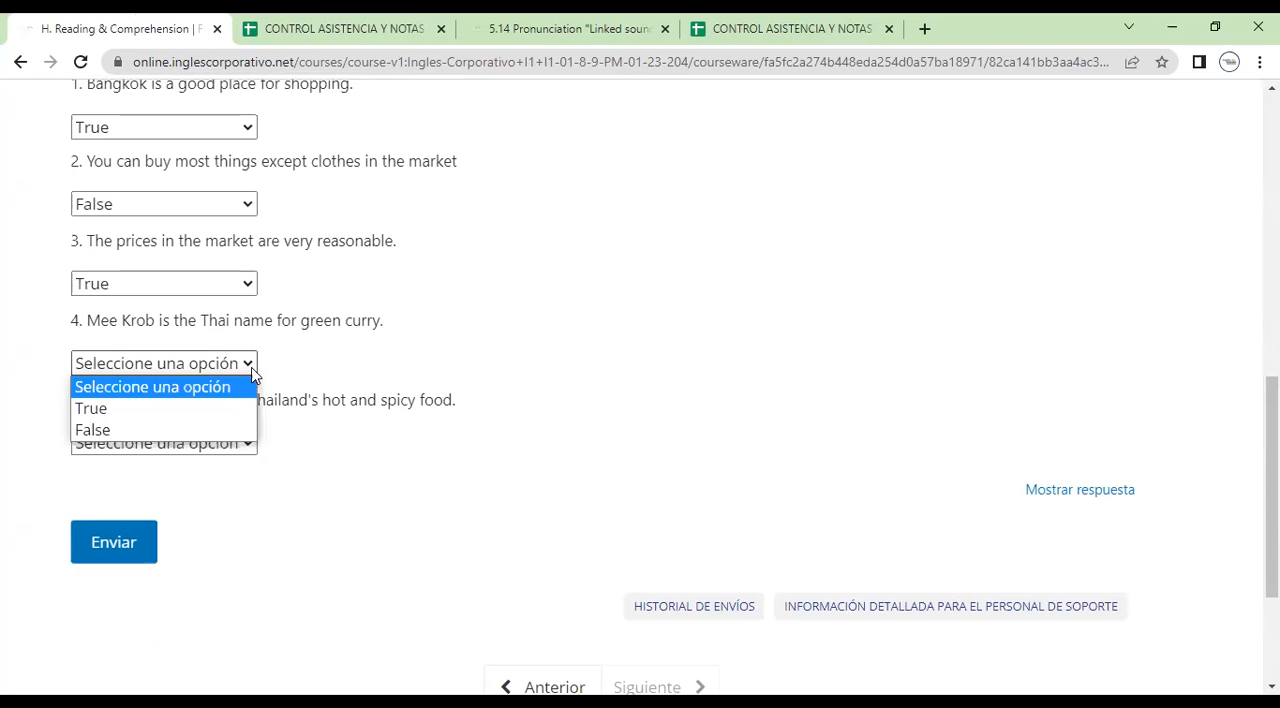 H. Reading & Comprehension | F
CONTROL ASISTENCIA Y NOTAS
5.14 Pronunciation "Linked soun
CONTROL ASISTENCIA Y NOTAS
online.inglescorporativo.net/courses/course-v1:Ingles-Corporativo+I1+I1-01-8-9-PM-01-23-204/courseware/fa5fc2a274b448eda254d0a57ba18971/82ca141bb3aa4ac3...
1. Bangkok is a good place for shopping.
True
2. You can buy most things except clothes in the market
False
3. The prices in the market are very reasonable.
True
4. Mee Krob is the Thai name for green curry.
Seleccione una opción
Seleccione una opción
hailand's hot and spicy food.
True
False
Seleccione una opción
Mostrar respuesta
Enviar
HISTORIAL DE ENVÍOS
INFORMACIÓN DETALLADA PARA EL PERSONAL DE SOPORTE
Anterior
Siguiente